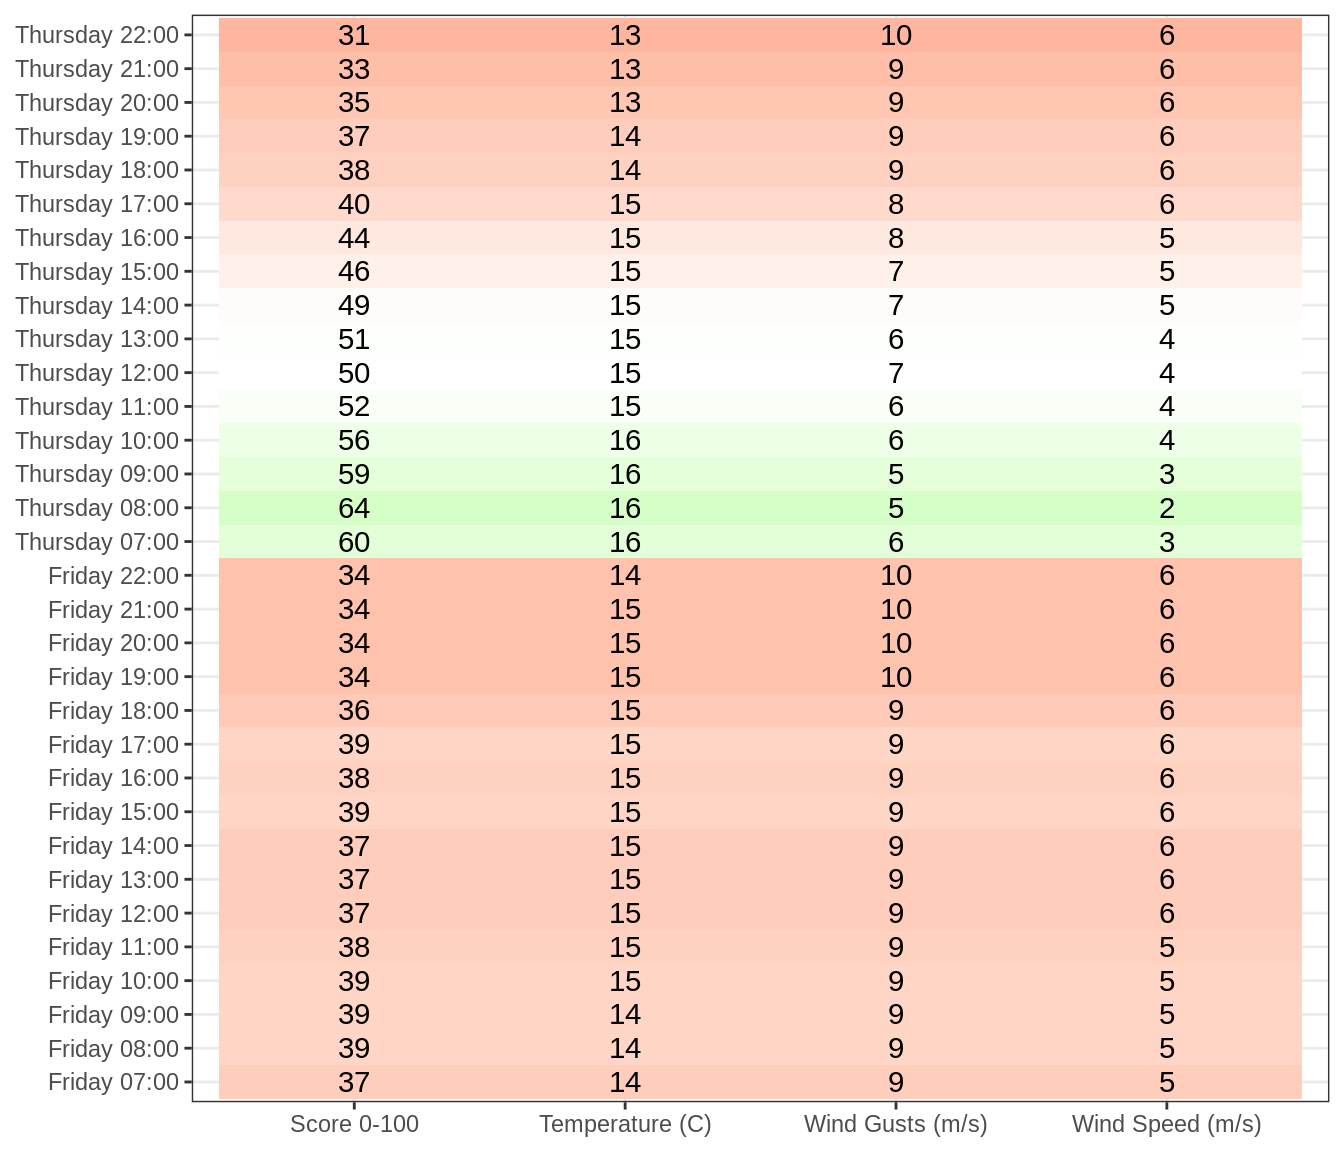 Thursday 22:00 31 13 10 6
Thursday 21:00 33 13 9 6
Thursday 20:00 35 13 9 6
Thursday 19:00 37 14 9 6
Thursday 18:00 38 14 9 6
Thursday 17:00 40 15 8 6
Thursday 16:00 44 15 8 5
Thursday 15:00 46 15 7 5
Thursday 14:00 49 15 7 5
Thursday 13:00 51 15 6 4
Thursday 12:00 50 15 7 4
Thursday 11:00 52 15 6 4
Thursday 10:00 56 16 6 4
Thursday 09:00 59 16 5 3
Thursday 08:00 64 16 5 2
Thursday 07:00 60 16 6 3
Friday 22:00 34 14 10 6
Friday 21:00 34 15 10 6
Friday 20:00 34 15 10 6
Friday 19:00 34 15 10 6
Friday 18:00 36 15 9 6
Friday 17:00 39 15 9 6
Friday 16:00 38 15 9 6
Friday 15:00 39 15 9 6
Friday 14:00 37 15 9 6
Friday 13:00 37 15 9 6
Friday 12:00 37 15 9 6
Friday 11:00 38 15 9 5
Friday 10:00 39 15 9 5
Friday 09:00 39 14 9 5
Friday 08:00 39 14 9 5
Friday 07:00 37 14 9 5
Score 0-100 Temperature (C) Wind Gusts (m/s) Wind Speed (m/s)